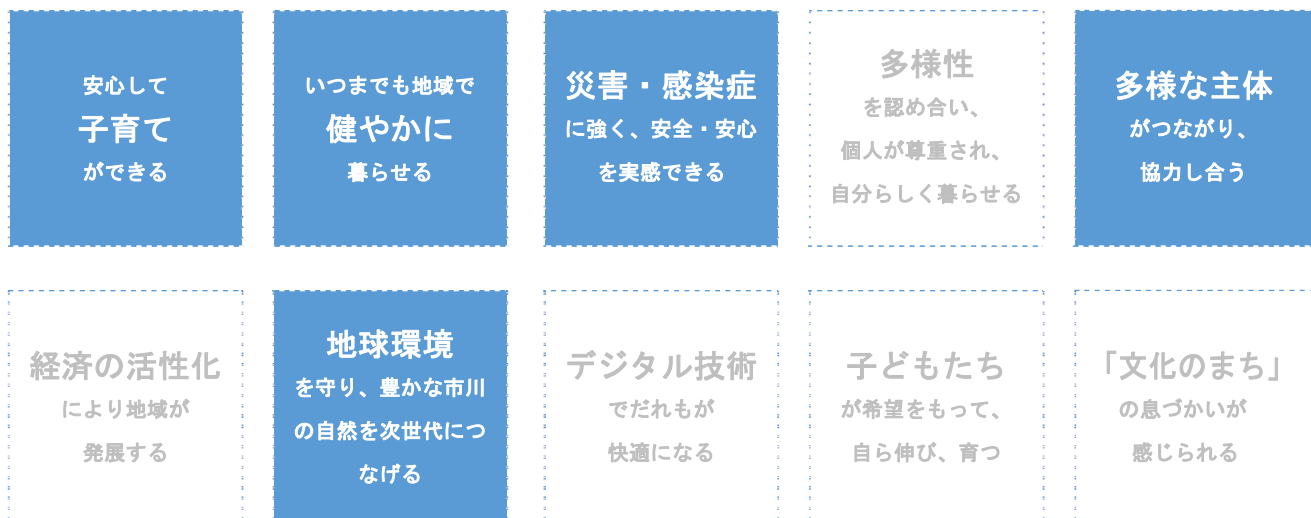 安心して
子育て
ができる
いつまでも地域で
健やかに
暮らせる
災害・感染症
に強く、安全・安心
を実感できる
多様性
を認め合い、
個人が尊重され、
自分らしく暮らせる
多様な主体
がつながり、
協力し合う
経済の活性化
により地域が
発展する
地球環境
を守り、豊かな市川
の自然を次世代につ
なげる
デジタル技術
でだれもが
快適になる
子どもたち
が希望をもって、
自ら伸び、育つ
「文化のまち」
の息づかいが
感じられる